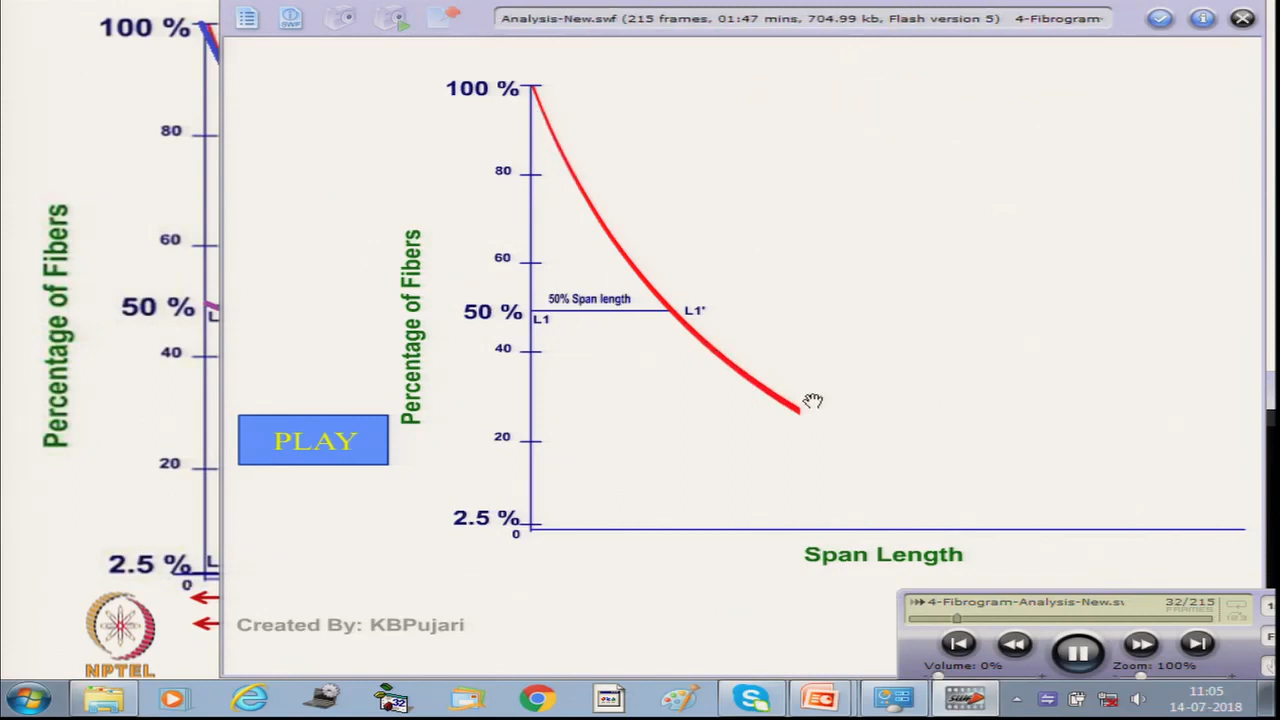 Analysis-New.swf (215 frames, 01:47 mins, 704.99 kb, Flash version 5) 4-Fibrogram-
SWF
100 %
80
60
50 %
L
40
20
2.5 %
L
0
Percentage of Fibers
100 %
80
60
50% Span length
50 %
L1
L1'
40
20
2.5 %
0
Percentage of Fibers
Span Length
PLAY
Created By: KBPujari
NPTEL
4-Fibrogram-Analysis-New.sv
32/215
FRAMES
Volume: 0%
Zoom: 100%
32
SWF
11:05
14-07-2018